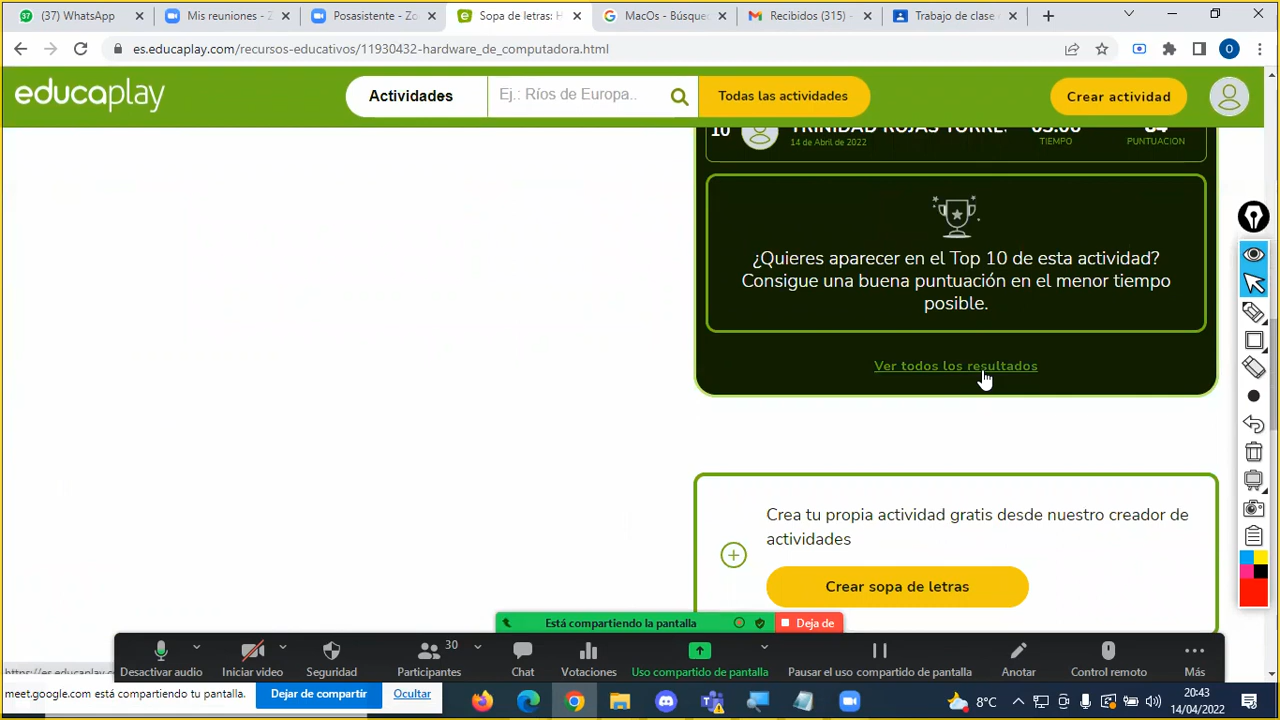 (37) WhatsApp
Mis reuniones - Z
Posasistente - Zo
Sopa de letras: H
MacOs - Búsque
Recibidos (315) -
Trabajo de clase
es.educaplay.com/recursos-educativos/11930432-hardware_de_computadora.html
O
educaplay
Actividades
Ej.: Ríos de Europa..
Todas las actividades
Crear actividad
10
TRINIDAD ROJAS TORRE.
14 de Abril de 2022
TIEMPO
84
PUNTUACIÓN
¿Quieres aparecer en el Top 10 de esta actividad?
Consigue una buena puntuación en el menor tiempo
posible.
Ver todos los resultados
Crea tu propia actividad gratis desde nuestro creador de
actividades
Crear sopa de letras
Está compartiendo la pantalla
Deja de
30
Desactivar audio
Iniciar video
Seguridad
Participantes
Chat
Votaciones
Uso compartido de pantalla
Pausar el uso compartido de pantalla
Anotar
Control remoto
Más
meet.google.com está compartiendo tu pantalla.
Dejar de compartir
Ocultar
8°C
20:43
14/04/2022